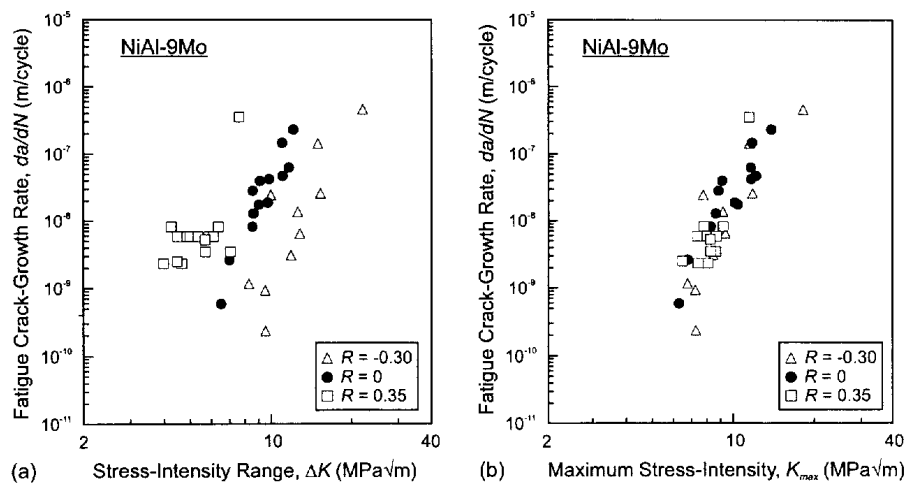 NiAl-9Mo
Fatigue Crack-Growth Rate, da/dN (m/cycle)
10⁻⁵
10⁻⁶
10⁻⁷
10⁻⁸
10⁻⁹
10⁻¹⁰
10⁻¹¹
R = -0.30
R = 0
R = 0.35
2
10
40
(a)
Stress-Intensity Range, ΔK (MPa√m)
NiAl-9Mo
Fatigue Crack-Growth Rate, da/dN (m/cycle)
10⁻⁵
10⁻⁶
10⁻⁷
10⁻⁸
10⁻⁹
10⁻¹⁰
10⁻¹¹
R = -0.30
R = 0
R = 0.35
2
10
40
(b)
Maximum Stress-Intensity, Kmax (MPa√m)